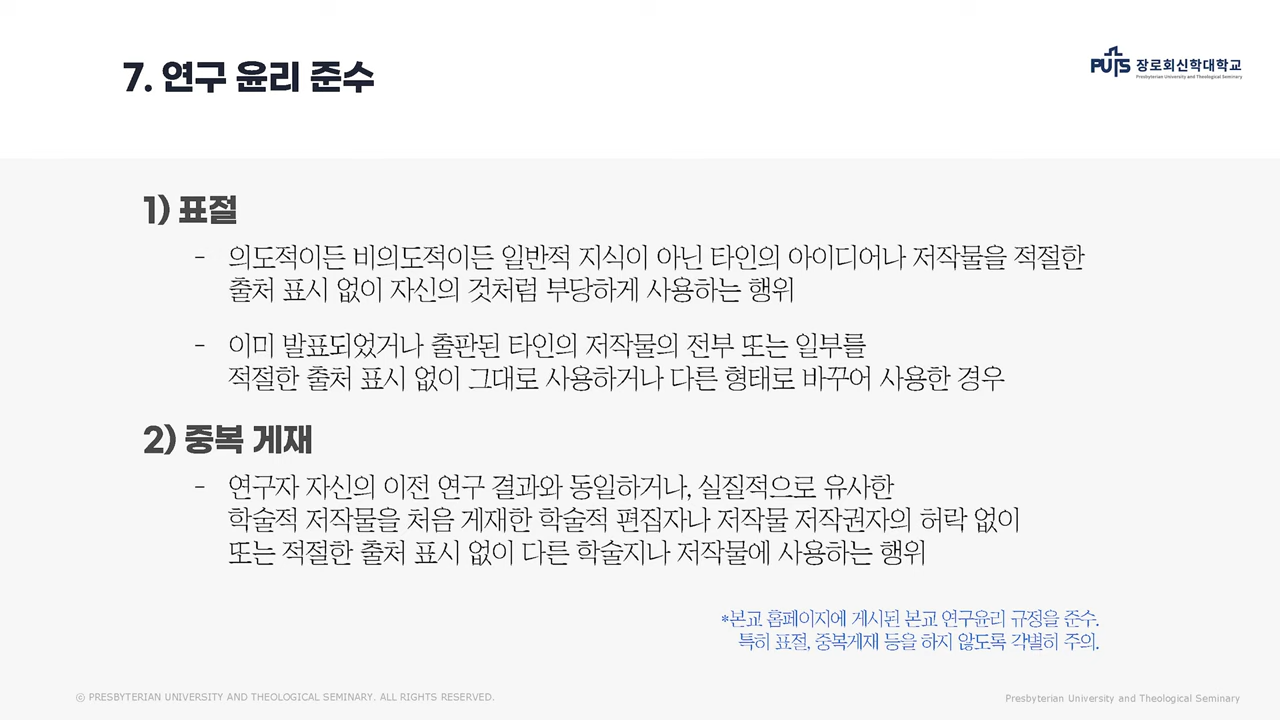 7. 연구 윤리 준수
PUTS 장로회신학대학교
Presbyterian University and Theological Seminary
1) 표절
- 의도적이든 비의도적이든 일반적 지식이 아닌 타인의 아이디어나 저작물을 적절한
출처 표시 없이 자신의 것처럼 부당하게 사용하는 행위
- 이미 발표되었거나 출판된 타인의 저작물의 전부 또는 일부를
적절한 출처 표시 없이 그대로 사용하거나 다른 형태로 바꾸어 사용한 경우
2) 중복 게재
- 연구자 자신의 이전 연구 결과와 동일하거나, 실질적으로 유사한
학술적 저작물을 처음 게재한 학술적 편집자나 저작물 저작권자의 허락 없이
또는 적절한 출처 표시 없이 다른 학술지나 저작물에 사용하는 행위
*본교 홈페이지에 게시된 본교 연구윤리 규정을 준수.
특히 표절, 중복게재 등을 하지 않도록 각별히 주의.
© PRESBYTERIAN UNIVERSITY AND THEOLOGICAL SEMINARY. ALL RIGHTS RESERVED.
Presbyterian University and Theological Seminary